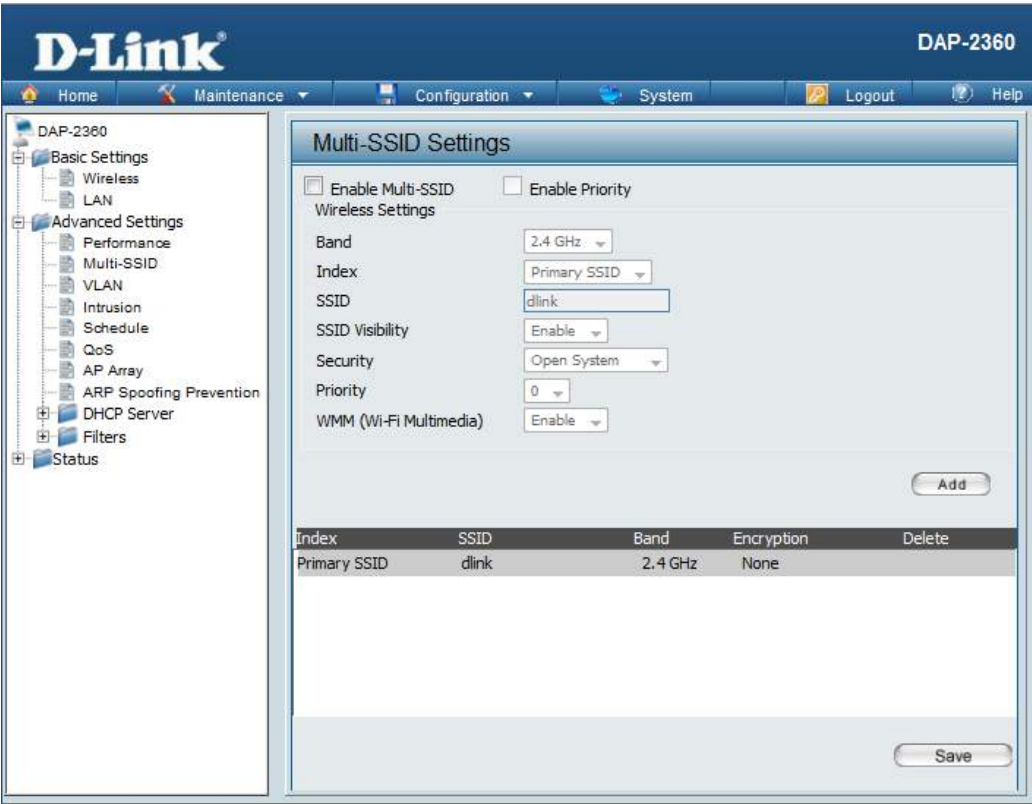 D-Link®
DAP-2360
Home Maintenance Configuration System Logout Help
DAP-2360
Basic Settings
Wireless
LAN
Advanced Settings
Performance
Multi-SSID
VLAN
Intrusion
Schedule
QoS
AP Array
ARP Spoofing Prevention
DHCP Server
Filters
Status
Multi-SSID Settings
Enable Multi-SSID Enable Priority
Wireless Settings
Band 2.4 GHz
Index Primary SSID
SSID dlink
SSID Visibility Enable
Security Open System
Priority 0
WMM (Wi-Fi Multimedia) Enable
Add
Index SSID Band Encryption Delete
Primary SSID dlink 2.4 GHz None
Save